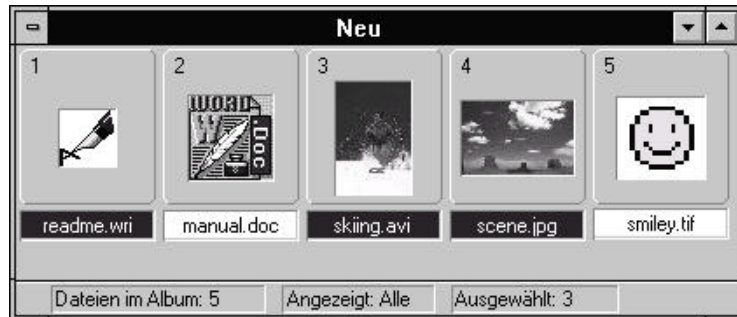 Neu
1
2
3
4
5
WORD
W
.Doc
readme.wri
manual.doc
skiing.avi
scene.jpg
smiley.tif
Dateien im Album: 5
Angezeigt: Alle
Ausgewählt: 3